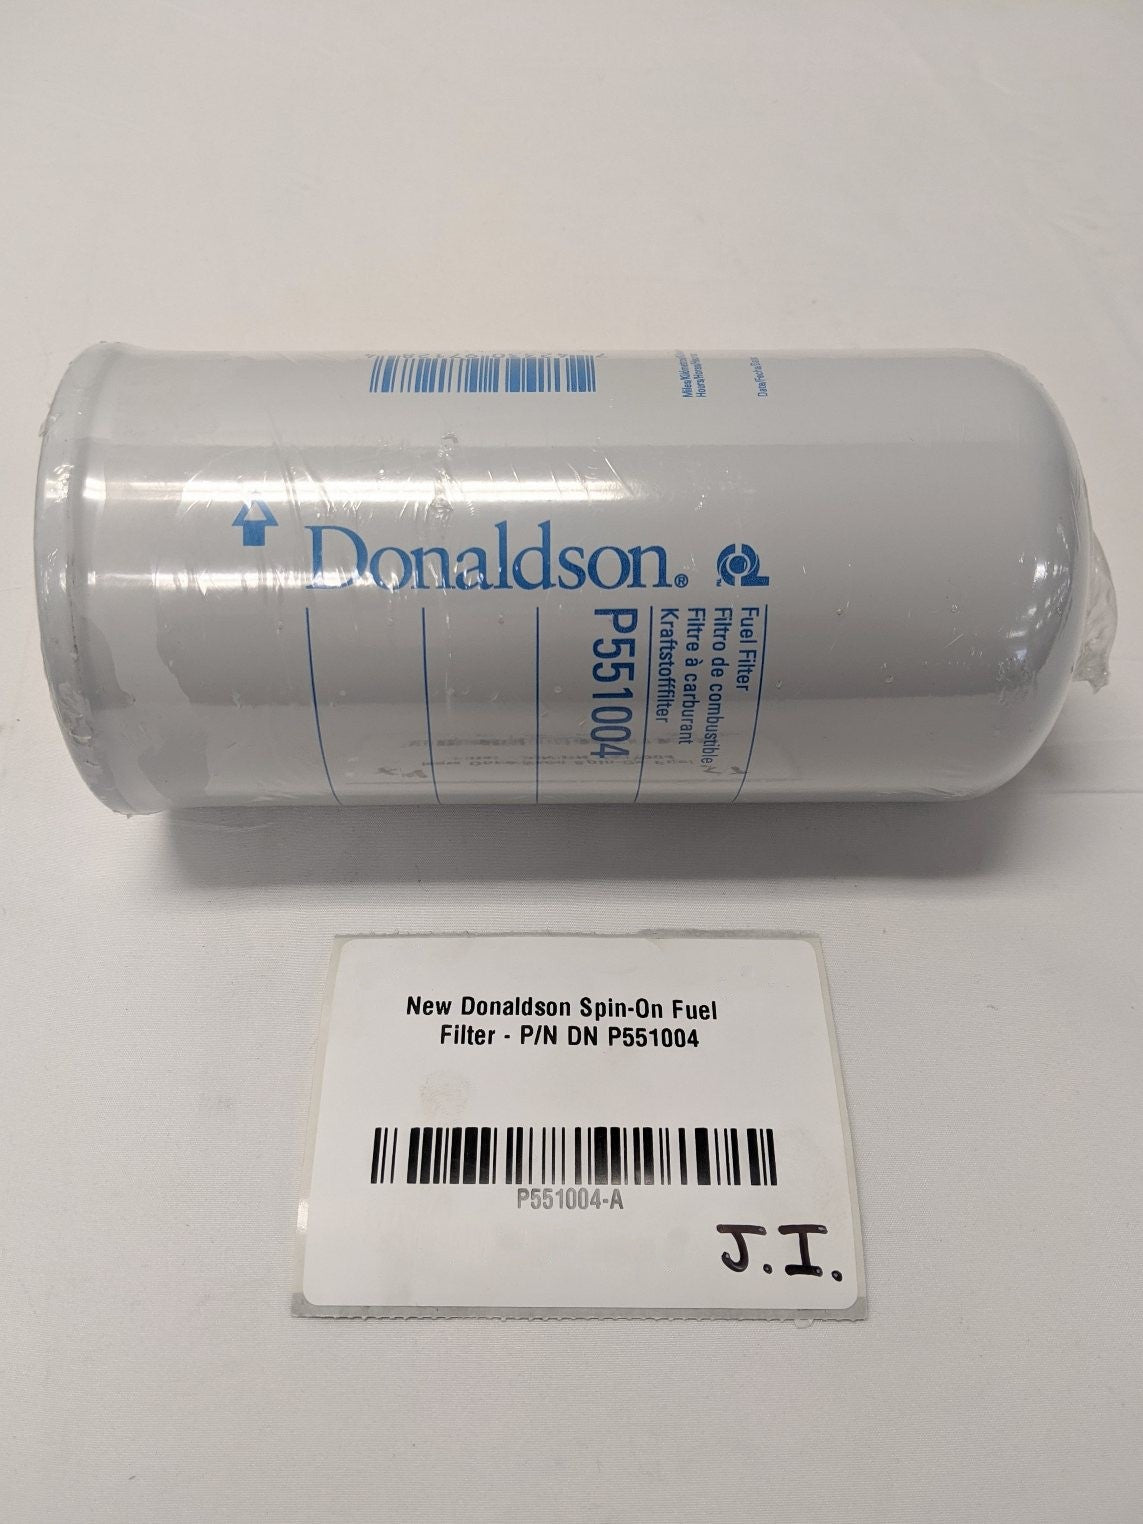 Donaldson®
P551004
Fuel Filter
Filtro de combustible
Filtre à carburant
Kraftstofffilter
New Donaldson Spin-On Fuel
Filter - P/N DN P551004
P551004-A
J.I.